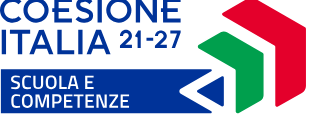 COESIONE
ITALIA 21-27
SCUOLA E
COMPETENZE